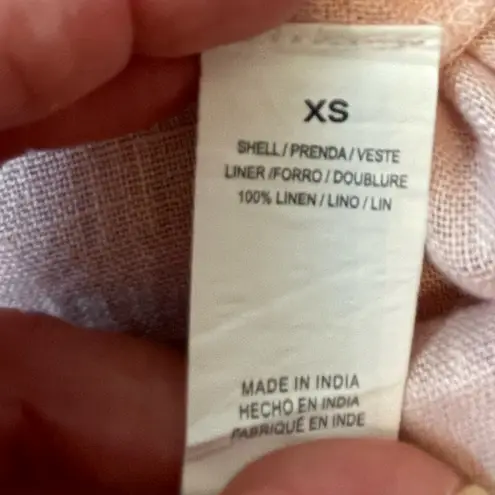 XS
SHELL / PRENDA / VESTE
LINER /FORRO / DOUBLURE
100% LINEN / LINO / LIN
MADE IN INDIA
HECHO EN INDIA
FABRIQUÉ EN INDE